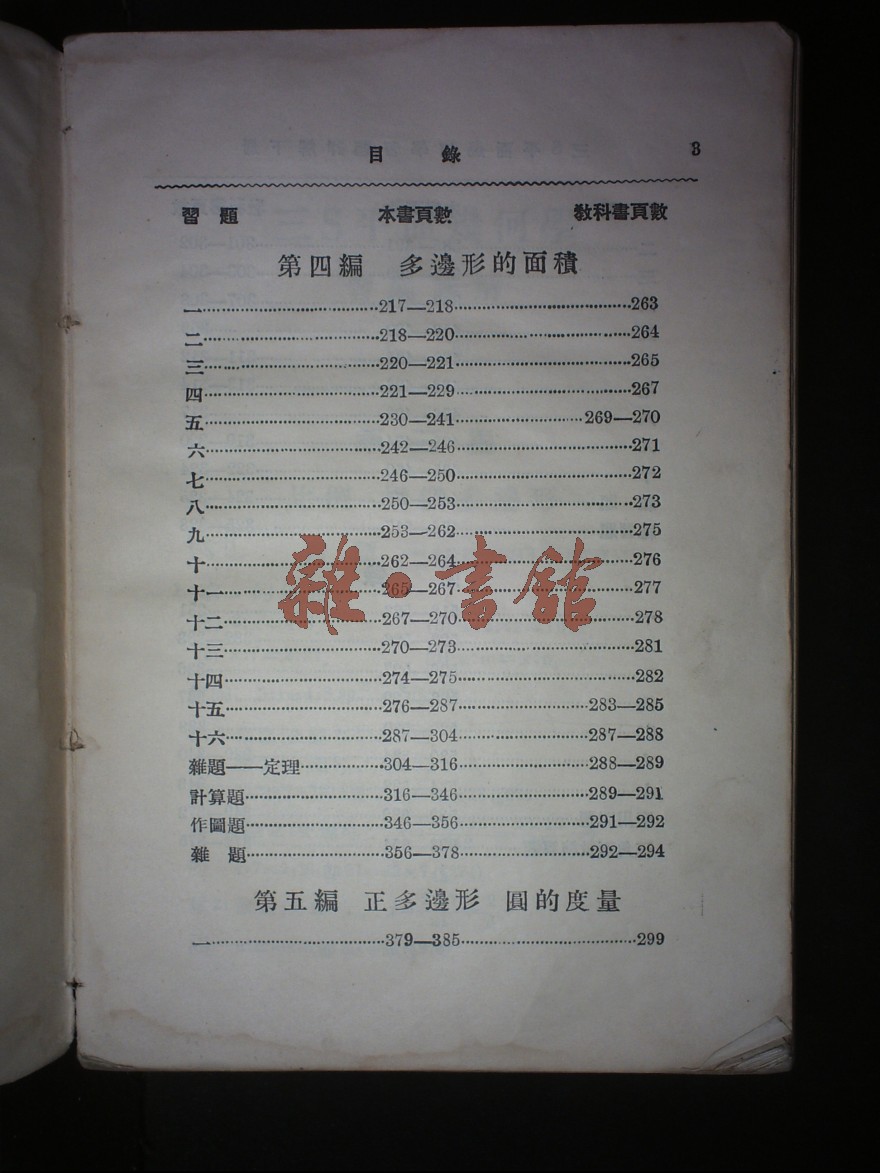 目 錄 3
習 題 本書頁數 教科書頁數
第四編 多邊形的面積
一 217—218 263
二 218—220 264
三 220—221 265
四 221—229 267
五 230—241 269—270
六 242—246 271
七 246—250 272
八 250—253 273
九 253—262 275
十 262—264 276
十一 265—267 277
十二 267—270 278
十三 270—273 281
十四 274—275 282
十五 276—287 283—285
十六 287—304 287—288
雜題——定理 304—316 288—289
計算題 316—346 289—291
作圖題 346—356 291—292
雜 題 356—378 292—294
第五編 正多邊形 圓的度量
一 379—385 299
雜·書館